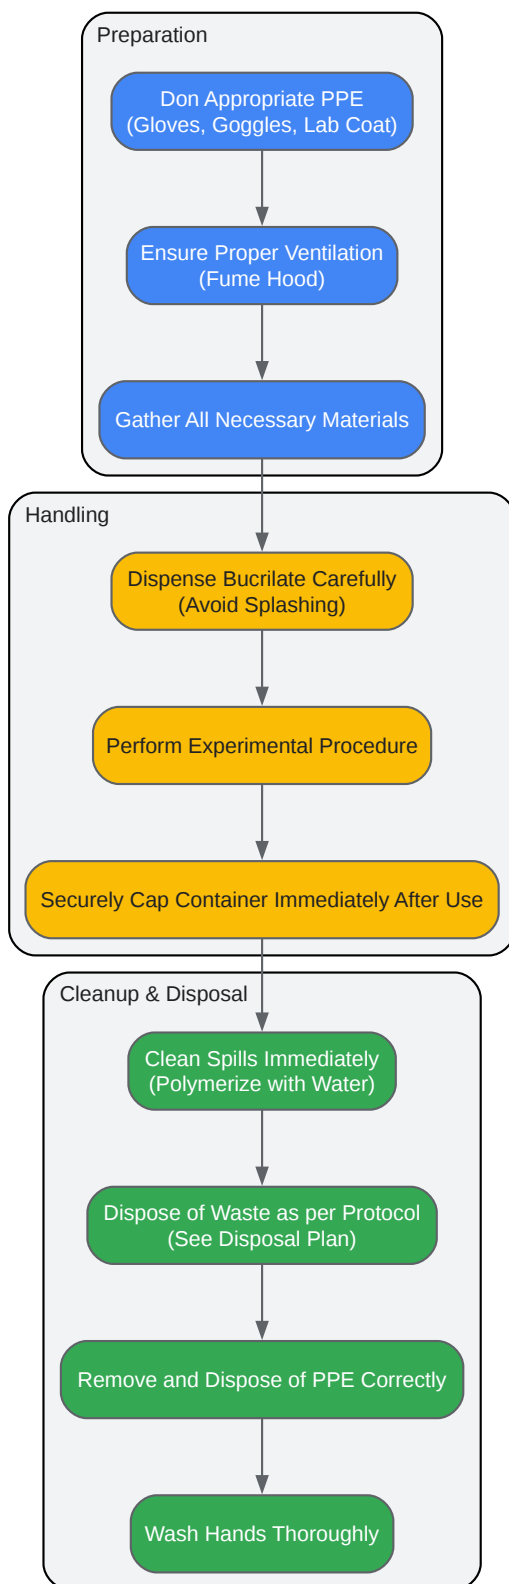 Preparation
Don Appropriate PPE
(Gloves, Goggles, Lab Coat)
Ensure Proper Ventilation
(Fume Hood)
Gather All Necessary Materials
Handling
Dispense Bucrilate Carefully
(Avoid Splashing)
Perform Experimental Procedure
Securely Cap Container Immediately After Use
Cleanup & Disposal
Clean Spills Immediately
(Polymerize with Water)
Dispose of Waste as per Protocol
(See Disposal Plan)
Remove and Dispose of PPE Correctly
Wash Hands Thoroughly